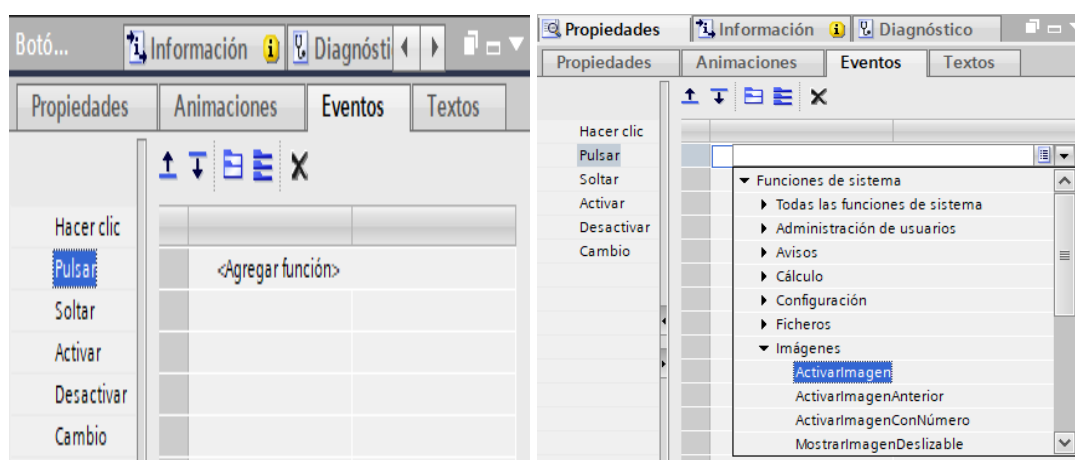 Botó...
Información
Diagnósti
Propiedades Animaciones Eventos Textos
Hacer clic
Pulsar
<Agregar función>
Soltar
Activar
Desactivar
Cambio
Propiedades Información Diagnóstico
Propiedades Animaciones Eventos Textos
Hacer clic
Pulsar
Soltar
Activar
Desactivar
Cambio
Funciones de sistema
Todas las funciones de sistema
Administración de usuarios
Avisos
Cálculo
Configuración
Ficheros
Imágenes
ActivarImagen
ActivarImagenAnterior
ActivarImagenConNúmero
MostrarImagenDeslizable